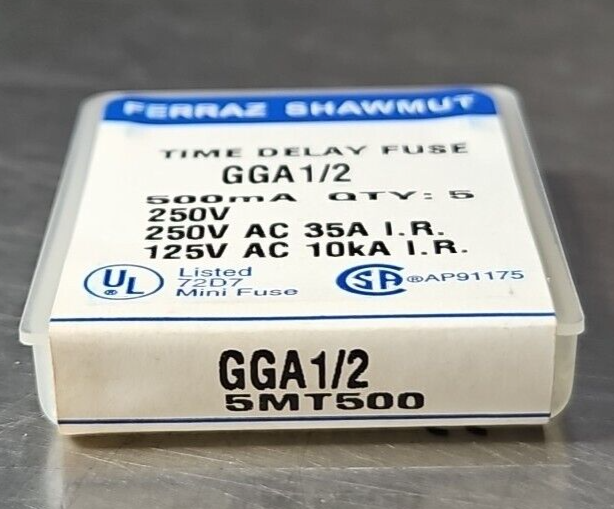 FERRAZ SHAWMUT
TIME DELAY FUSE
GGA1/2
500mA QTY: 5
250V
250V AC 35A I.R.
125V AC 10kA I.R.
UL ® Listed
72D7
Mini Fuse
SA ®AP91175
GGA1/2
5MT500